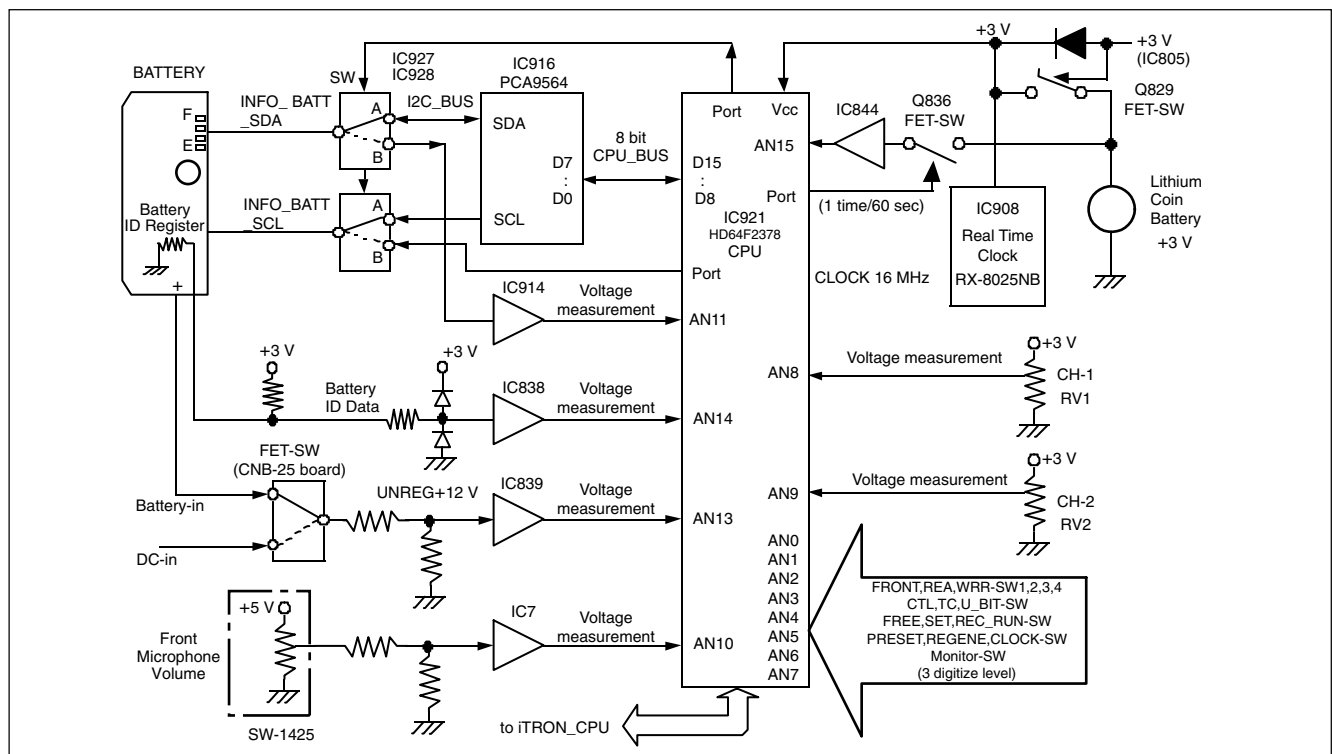 +3 V
+3 V
(IC805)
BATTERY
SW
IC927
IC928
IC916
PCA9564
Q829
FET-SW
F
E
INFO_ BATT
_SDA
A
B
I2C_BUS
SDA
D7
:
D0
SCL
8 bit
CPU_BUS
Port
Vcc
AN15
D15
:
D8
Port
IC921
HD64F2378
CPU
Port
IC844
Q836
FET-SW
(1 time/60 sec)
Lithium
Coin
Battery
+3 V
IC908
Real Time
Clock
RX-8025NB
CLOCK 16 MHz
Battery
ID Register
+
INFO_BATT
_SCL
A
B
IC914
Voltage
measurement
AN11
+3 V
Battery
ID Data
+3 V
IC838
Voltage
measurement
AN14
AN8
Voltage measurement
+3 V
CH-1
RV1
FET-SW
(CNB-25 board)
Battery-in
DC-in
UNREG+12 V
IC839
Voltage
measurement
AN13
AN9
Voltage measurement
+3 V
CH-2
RV2
AN0
AN1
AN2
AN3
AN4
AN5
AN6
AN7
FRONT,REA,WRR-SW1,2,3,4
CTL,TC,U_BIT-SW
FREE,SET,REC_RUN-SW
PRESET,REGENE,CLOCK-SW
Monitor-SW
(3 digitize level)
+5 V
Front
Microphone
Volume
SW-1425
IC7
Voltage
measurement
AN10
to iTRON_CPU